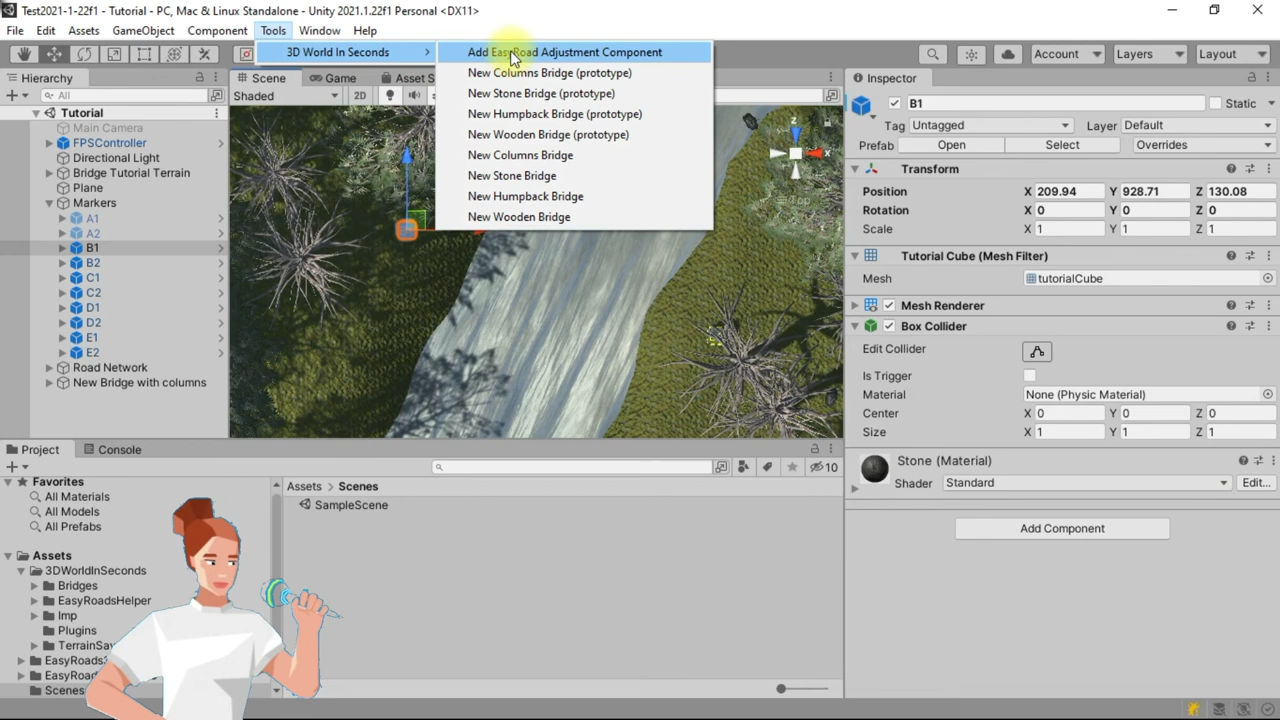 Test2021-1-22f1 - Tutorial - PC, Mac & Linux Standalone - Unity 2021.1.22f1 Personal <DX11>
File Edit Assets GameObject Component Tools Window Help
3D World In Seconds
Add EasyRoad Adjustment Component
New Columns Bridge (prototype)
New Stone Bridge (prototype)
New Humpback Bridge (prototype)
New Wooden Bridge (prototype)
New Columns Bridge
New Stone Bridge
New Humpback Bridge
New Wooden Bridge
Account Layers Layout
Hierarchy
All
Tutorial
Main Camera
FPSController
Directional Light
Bridge Tutorial Terrain
Plane
Markers
A1
A2
B1
B2
C1
C2
D1
D2
E1
E2
Road Network
New Bridge with columns
Scene Game Asset S
Shaded 2D
z
x
Top
Inspector
B1 Static
Tag Untagged Layer Default
Prefab Open Select Overrides
Transform
Position X 209.94 Y 928.71 Z 130.08
Rotation X 0 Y 0 Z 0
Scale X 1 Y 1 Z 1
Tutorial Cube (Mesh Filter)
Mesh tutorialCube
Mesh Renderer
Box Collider
Edit Collider
Is Trigger
Material None (Physic Material)
Center X 0 Y 0 Z 0
Size X 1 Y 1 Z 1
Stone (Material)
Shader Standard Edit...
Add Component
Project Console
10
Favorites
All Materials
All Models
All Prefabs
Assets
3DWorldInSeconds
Bridges
EasyRoadsHelper
Imp
Plugins
TerrainSav
EasyRoads3
EasyRoad
Scenes
Assets > Scenes
SampleScene